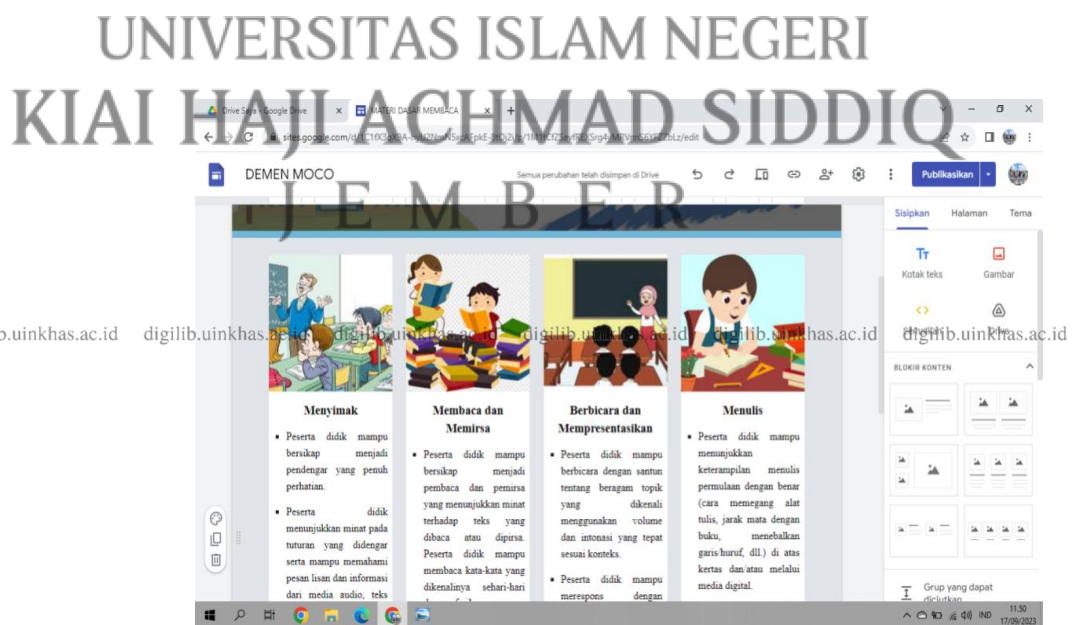 UNIVERSITAS ISLAM NEGERI
KIAI HAJI ACHMAD SIDDIQ
J E M B E R
Drive Saya - Google Drive
MATERI DASAR MEMBACA
DEMEN MOCO
Semua perubahan telah disimpan di Drive
Publikasikan
Sisipkan Halaman Tema
Kotak teks Gambar
Drive
BLOKIR KONTEN
digilib.uinkhas.ac.id digilib.uinkhas.ac.id digilib.uinkhas.ac.id digilib.uinkhas.ac.id digilib.uinkhas.ac.id
Menyimak
▪ Peserta didik mampu
bersikap menjadi
pendengar yang penuh
perhatian.
▪ Peserta didik
menunjukkan minat pada
tuturan yang didengar
serta mampu memahami
pesan lisan dan informasi
dari media audio, teks
Membaca dan
Memirsa
▪ Peserta didik mampu
bersikap menjadi
pembaca dan pemirsa
yang menunjukkan minat
terhadap teks yang
dibaca atau dipirsa.
Peserta didik mampu
membaca kata-kata yang
dikenalinya sehari-hari
Berbicara dan
Mempresentasikan
▪ Peserta didik mampu
berbicara dengan santun
tentang beragam topik
yang dikenali
menggunakan volume
dan intonasi yang tepat
sesuai konteks.
▪ Peserta didik mampu
merespons dengan
Menulis
▪ Peserta didik mampu
menunjukkan
keterampilan menulis
permulaan dengan benar
(cara memegang alat
tulis, jarak mata dengan
buku, menebalkan
garis/huruf, dll.) di atas
kertas dan/atau melalui
media digital.
Grup yang dapat
diciutkan
IND
11.50
17/09/2023